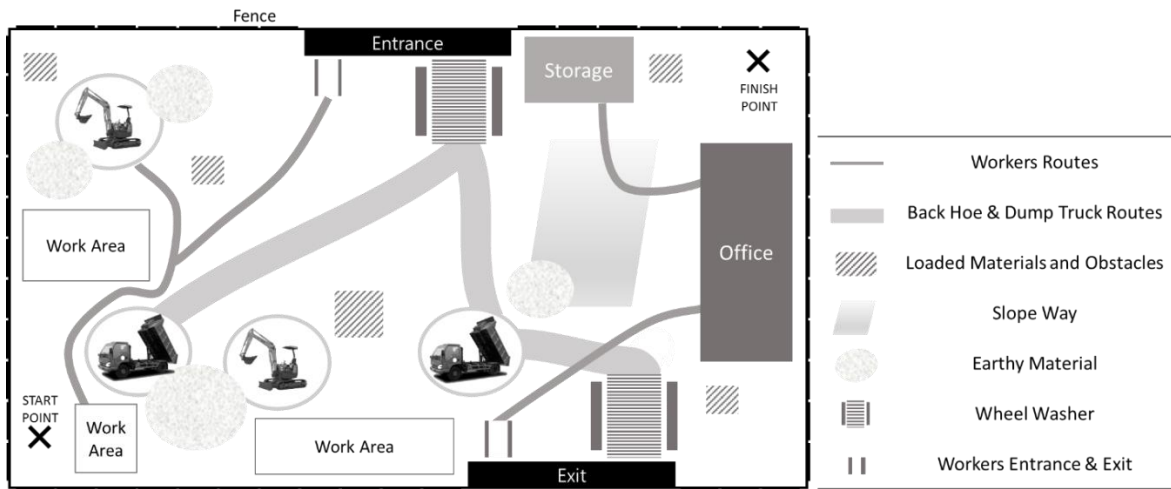 Fence
Entrance
Storage
FINISH
POINT
Work Area
Office
START
POINT
Work
Area
Work Area
Exit
Workers Routes
Back Hoe & Dump Truck Routes
Loaded Materials and Obstacles
Slope Way
Earthy Material
Wheel Washer
Workers Entrance & Exit